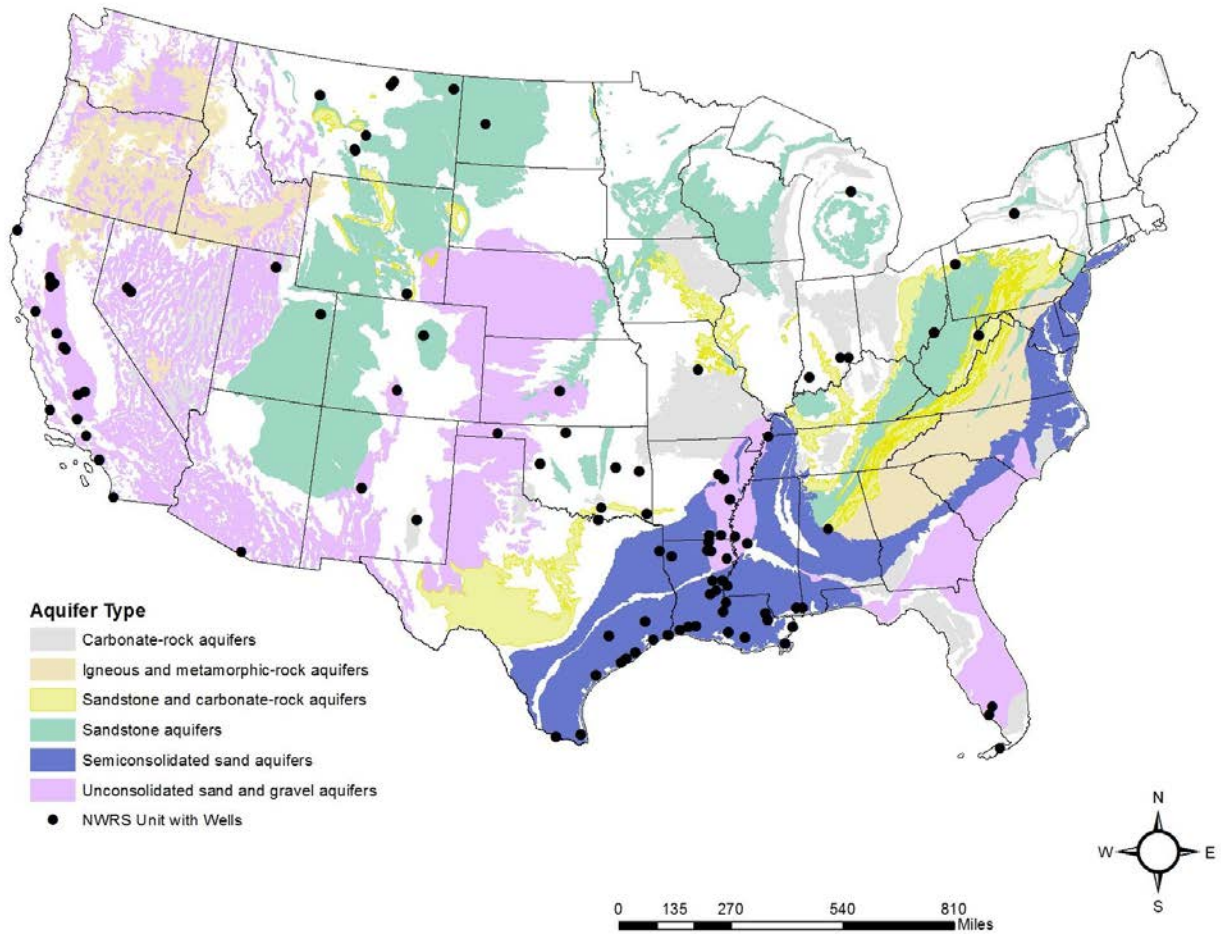 Aquifer Type
Carbonate-rock aquifers
Igneous and metamorphic-rock aquifers
Sandstone and carbonate-rock aquifers
Sandstone aquifers
Semiconsolidated sand aquifers
Unconsolidated sand and gravel aquifers
NWRS Unit with Wells
N
W E
S
0 135 270 540 810
Miles